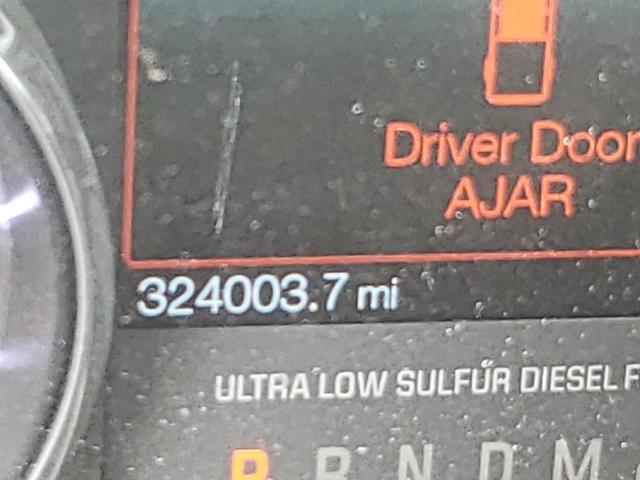 Driver Door
AJAR
324003.7 mi
ULTRA LOW SULFUR DIESEL F
P R N D M